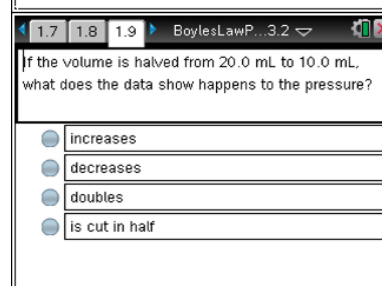 1.7 1.8 1.9 BoylesLawP...3.2
If the volume is halved from 20.0 mL to 10.0 mL,
what does the data show happens to the pressure?
increases
decreases
doubles
is cut in half